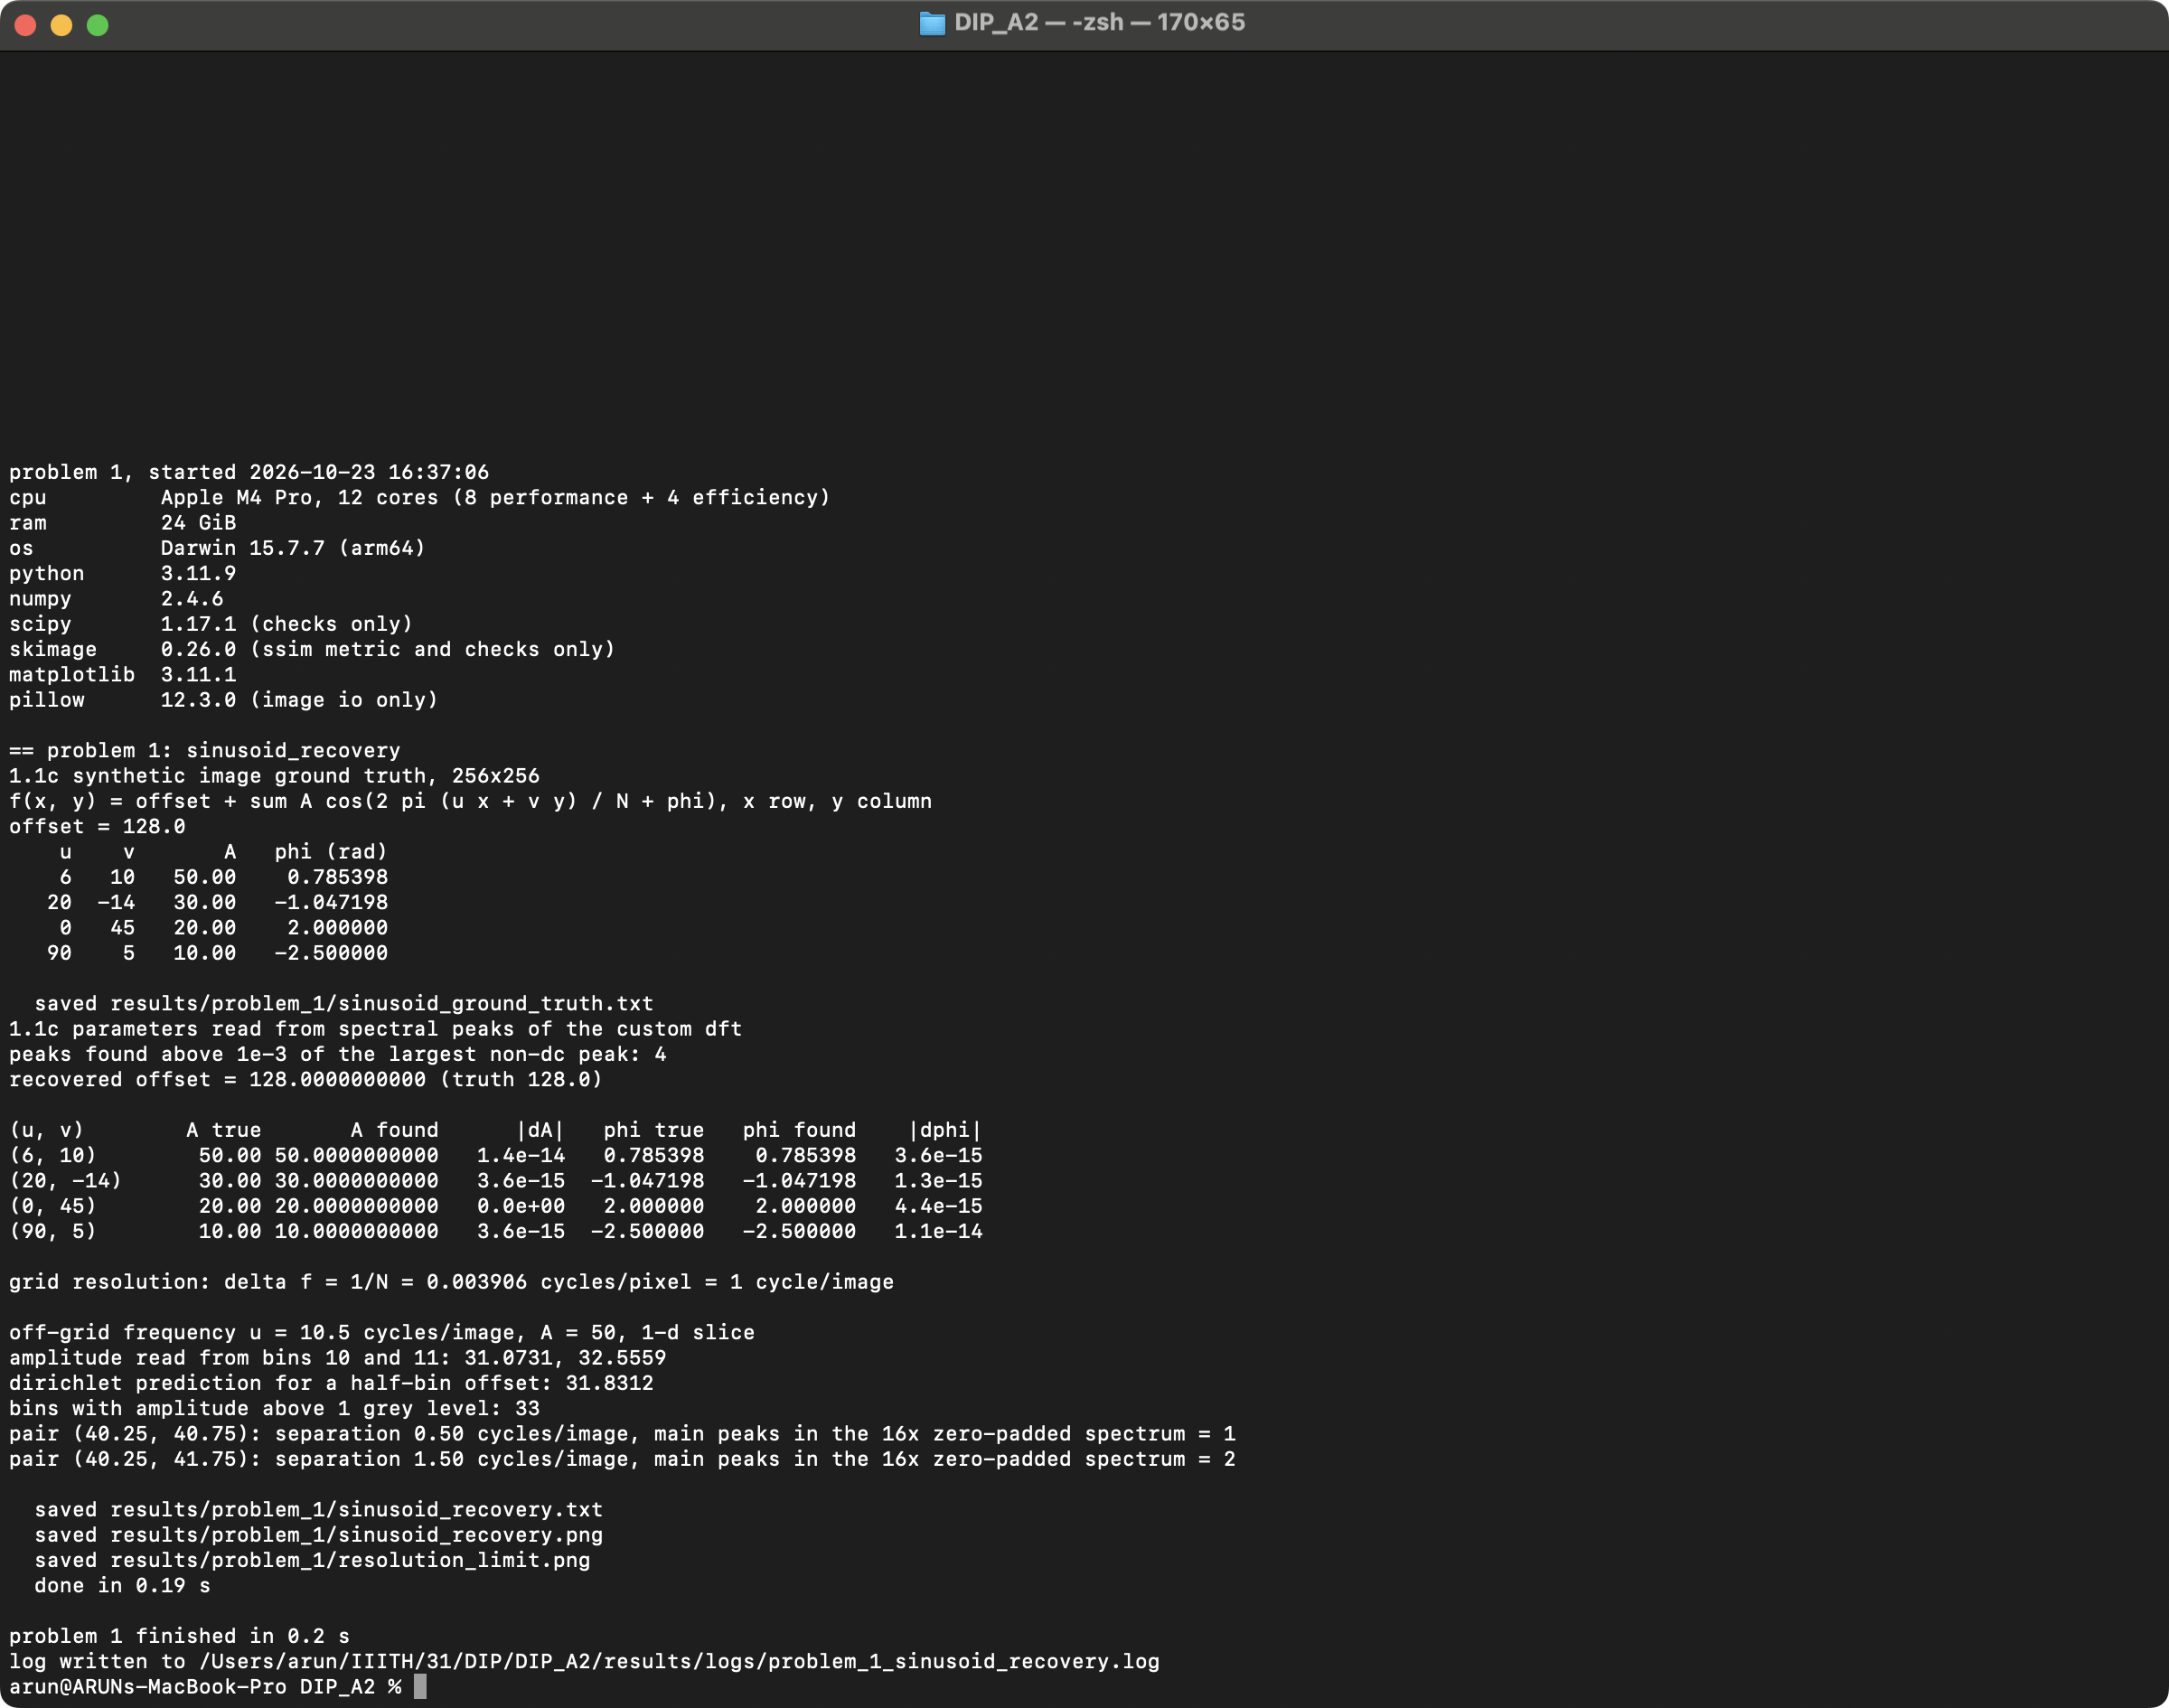 DIP_A2 — -zsh — 170×65
problem 1, started 2026-10-23 16:37:06
cpu         Apple M4 Pro, 12 cores (8 performance + 4 efficiency)
ram         24 GiB
os          Darwin 15.7.7 (arm64)
python      3.11.9
numpy       2.4.6
scipy       1.17.1 (checks only)
skimage     0.26.0 (ssim metric and checks only)
matplotlib  3.11.1
pillow      12.3.0 (image io only)
== problem 1: sinusoid_recovery
1.1c synthetic image ground truth, 256x256
f(x, y) = offset + sum A cos(2 pi (u x + v y) / N + phi), x row, y column
offset = 128.0
    u    v       A   phi (rad)
    6   10   50.00    0.785398
   20  -14   30.00   -1.047198
    0   45   20.00    2.000000
   90    5   10.00   -2.500000
  saved results/problem_1/sinusoid_ground_truth.txt
1.1c parameters read from spectral peaks of the custom dft
peaks found above 1e-3 of the largest non-dc peak: 4
recovered offset = 128.0000000000 (truth 128.0)
(u, v)        A true       A found      |dA|   phi true   phi found    |dphi|
(6, 10)        50.00 50.0000000000   1.4e-14   0.785398    0.785398   3.6e-15
(20, -14)      30.00 30.0000000000   3.6e-15  -1.047198   -1.047198   1.3e-15
(0, 45)        20.00 20.0000000000   0.0e+00   2.000000    2.000000   4.4e-15
(90, 5)        10.00 10.0000000000   3.6e-15  -2.500000   -2.500000   1.1e-14
grid resolution: delta f = 1/N = 0.003906 cycles/pixel = 1 cycle/image
off-grid frequency u = 10.5 cycles/image, A = 50, 1-d slice
amplitude read from bins 10 and 11: 31.0731, 32.5559
dirichlet prediction for a half-bin offset: 31.8312
bins with amplitude above 1 grey level: 33
pair (40.25, 40.75): separation 0.50 cycles/image, main peaks in the 16x zero-padded spectrum = 1
pair (40.25, 41.75): separation 1.50 cycles/image, main peaks in the 16x zero-padded spectrum = 2
  saved results/problem_1/sinusoid_recovery.txt
  saved results/problem_1/sinusoid_recovery.png
  saved results/problem_1/resolution_limit.png
  done in 0.19 s
problem 1 finished in 0.2 s
log written to /Users/arun/IIITH/31/DIP/DIP_A2/results/logs/problem_1_sinusoid_recovery.log
arun@ARUNs-MacBook-Pro DIP_A2 %